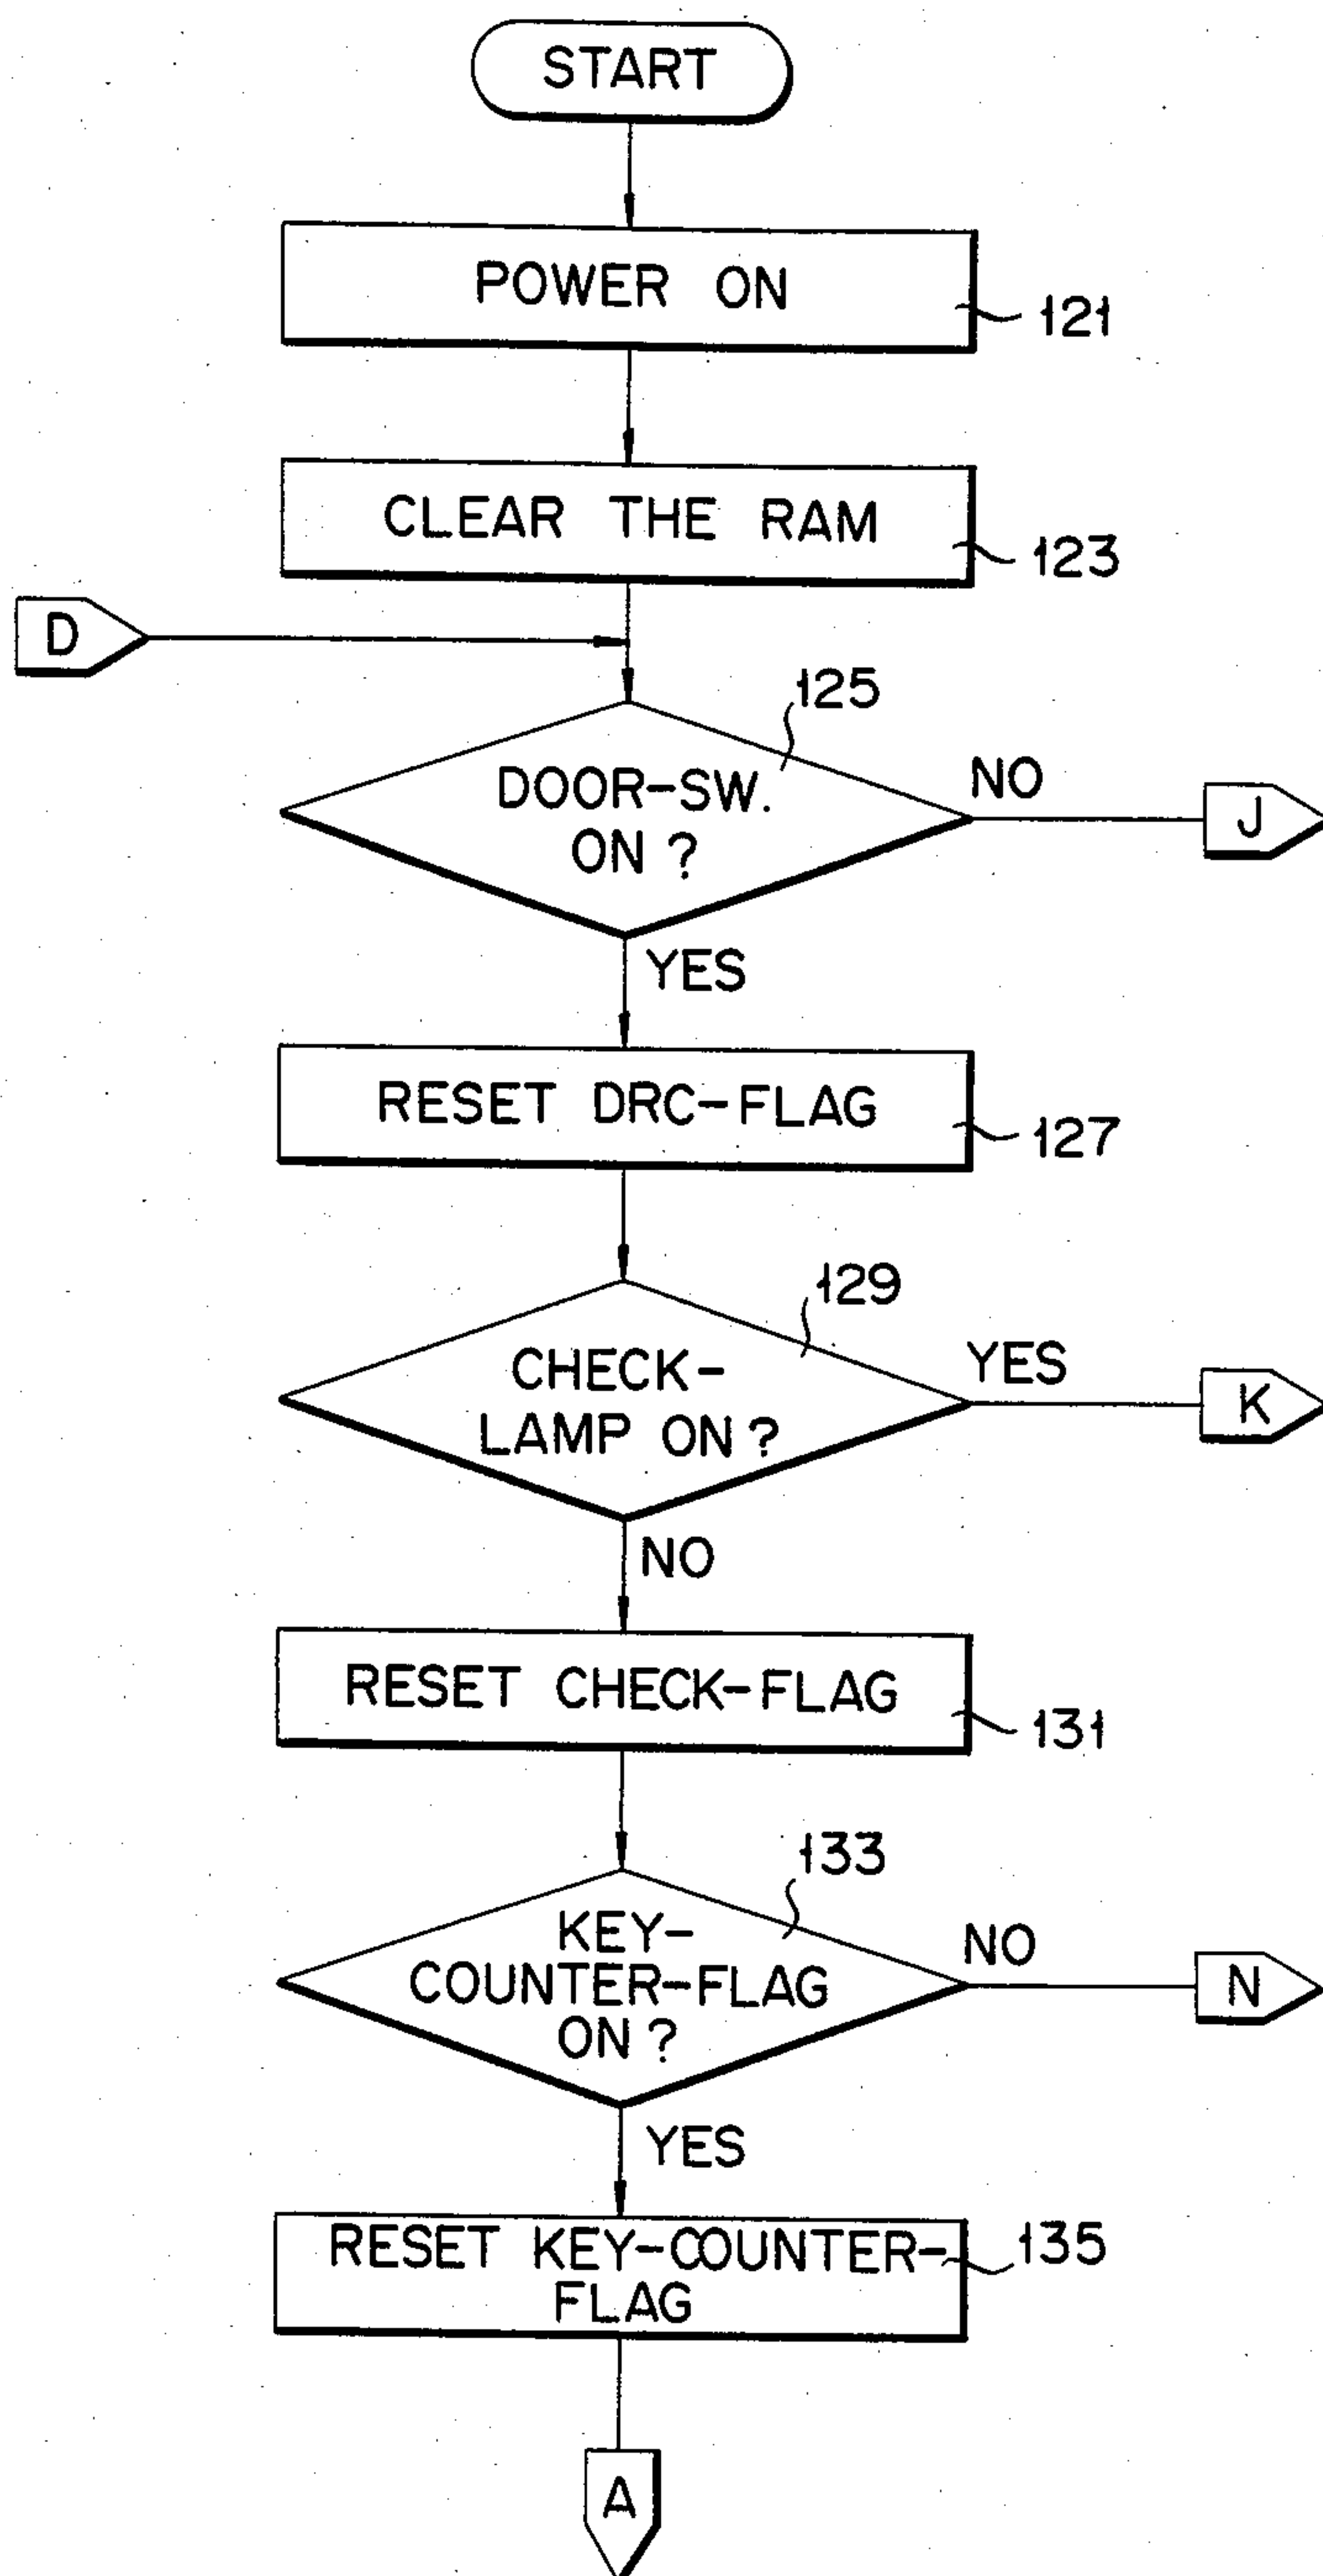 START
POWER ON
121
CLEAR THE RAM
123
D
125
DOOR-SW.
ON ?
NO
J
YES
RESET DRC-FLAG
127
129
CHECK-
LAMP ON ?
YES
K
NO
RESET CHECK-FLAG
131
133
KEY-
COUNTER-FLAG
ON ?
NO
N
YES
RESET KEY-COUNTER-
FLAG
135
A